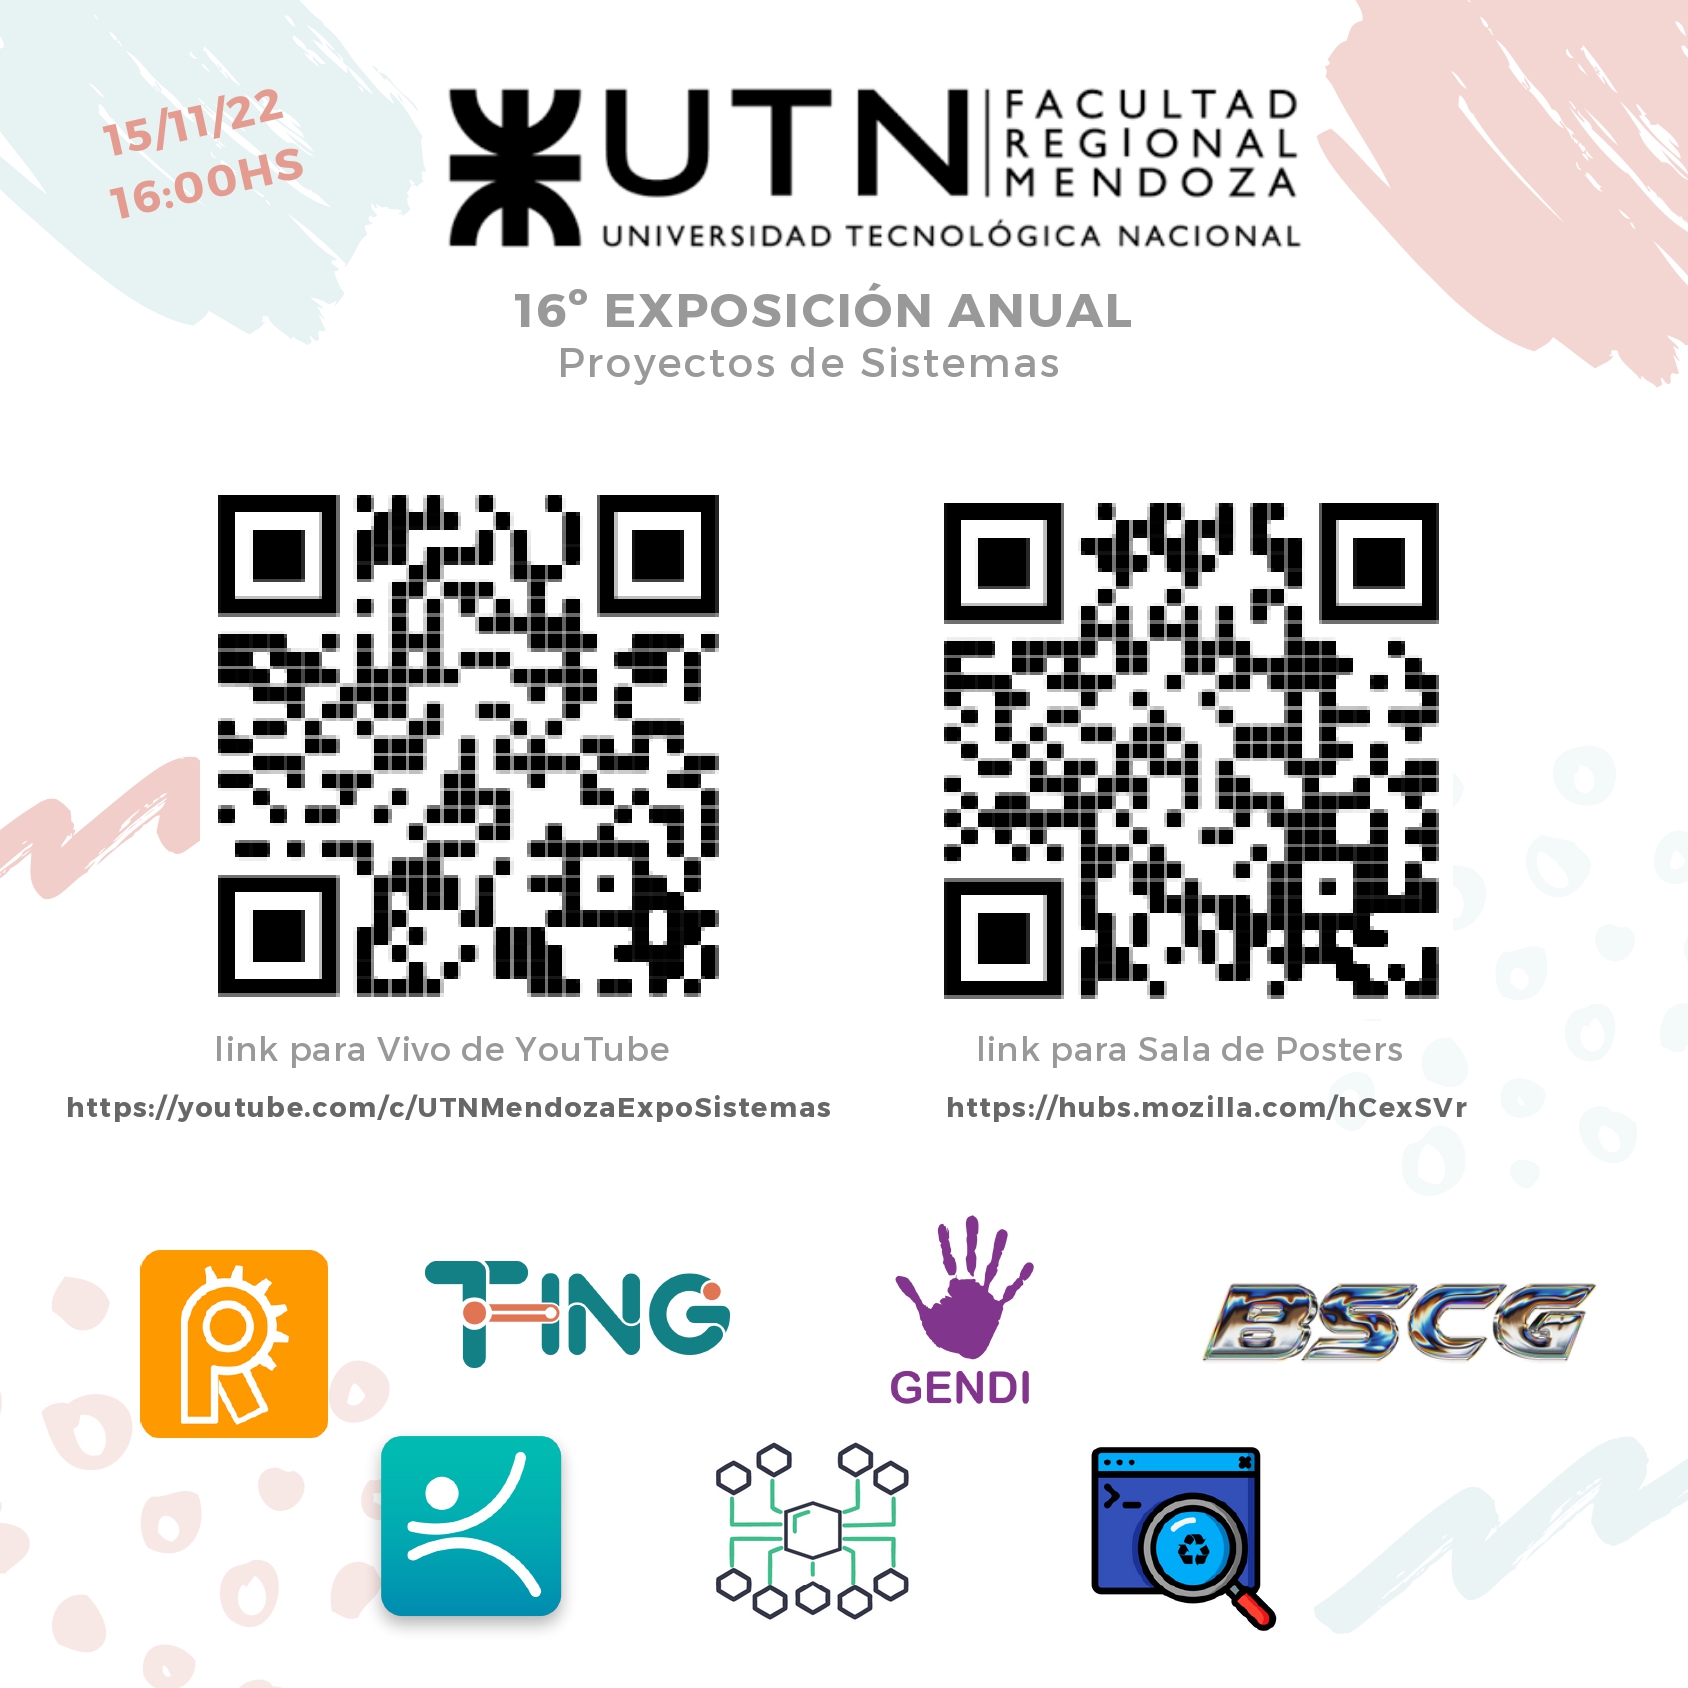 15/11/22
16:00HS
UTN
FACULTAD
REGIONAL
MENDOZA
UNIVERSIDAD TECNOLÓGICA NACIONAL
16º EXPOSICIÓN ANUAL
Proyectos de Sistemas
link para Vivo de YouTube
link para Sala de Posters
https://youtube.com/c/UTNMendozaExpoSistemas
https://hubs.mozilla.com/hCexSVr
R
TING
GENDI
BSCG